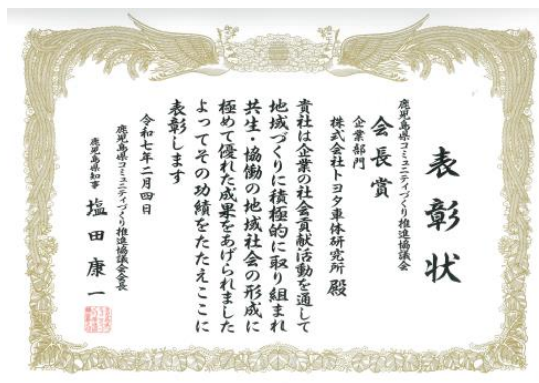 表彰状
鹿児島県コミュニティづくり推進協議会
会長賞
企業部門
株式会社トヨタ車体研究所 殿
貴社は企業の社会貢献活動を通して
地域づくりに積極的に取り組まれ
共生・協働の地域社会の形成に
極めて優れた成果をあげられました
よってその功績をたたえここに
表彰します
令和七年二月四日
鹿児島県コミュニティづくり推進協議会会長
鹿児島県知事 塩田康一